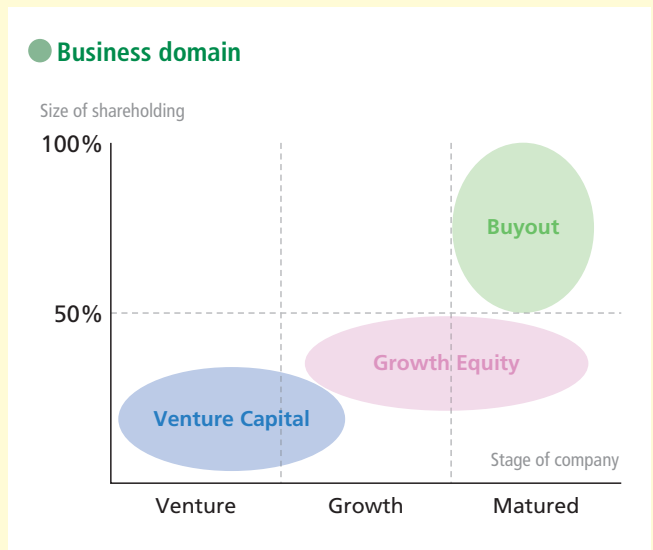 Business domain
Size of shareholding
100%
Buyout
50%
Growth Equity
Venture Capital
Stage of company
Venture Growth Matured